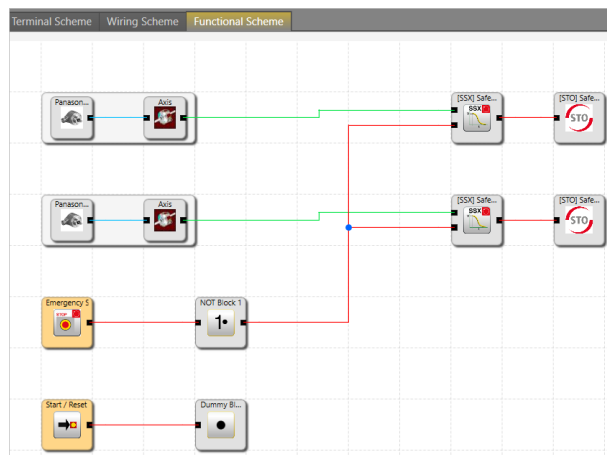 Terminal Scheme Wiring Scheme Functional Scheme
Panason... Axis [SSX] Safe... [STO] Safe...
SSX STO
Panason... Axis [SSX] Safe... [STO] Safe...
SSX STO
Emergency S NOT Block 1
STOP 1
Start / Reset Dummy Bl...